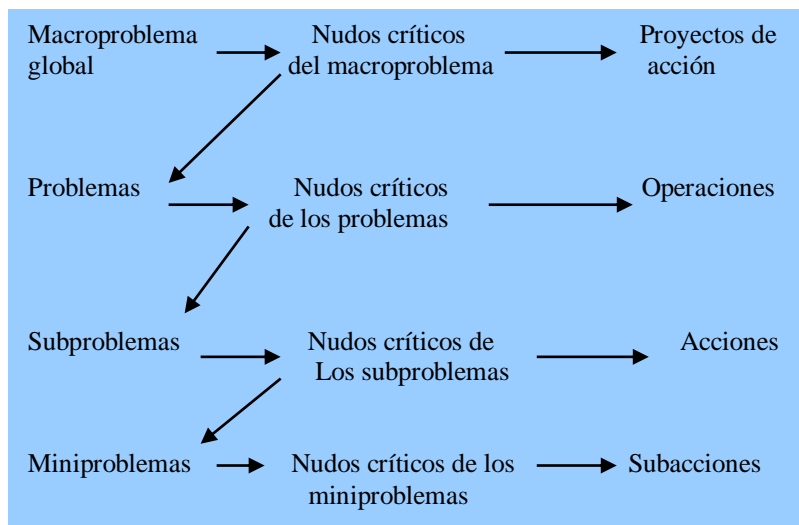 Macroproblema
global
Nudos críticos
del macroproblema
Proyectos de
acción
Problemas
Nudos críticos
de los problemas
Operaciones
Subproblemas
Nudos críticos de
Los subproblemas
Acciones
Miniproblemas
Nudos críticos de los
miniproblemas
Subacciones